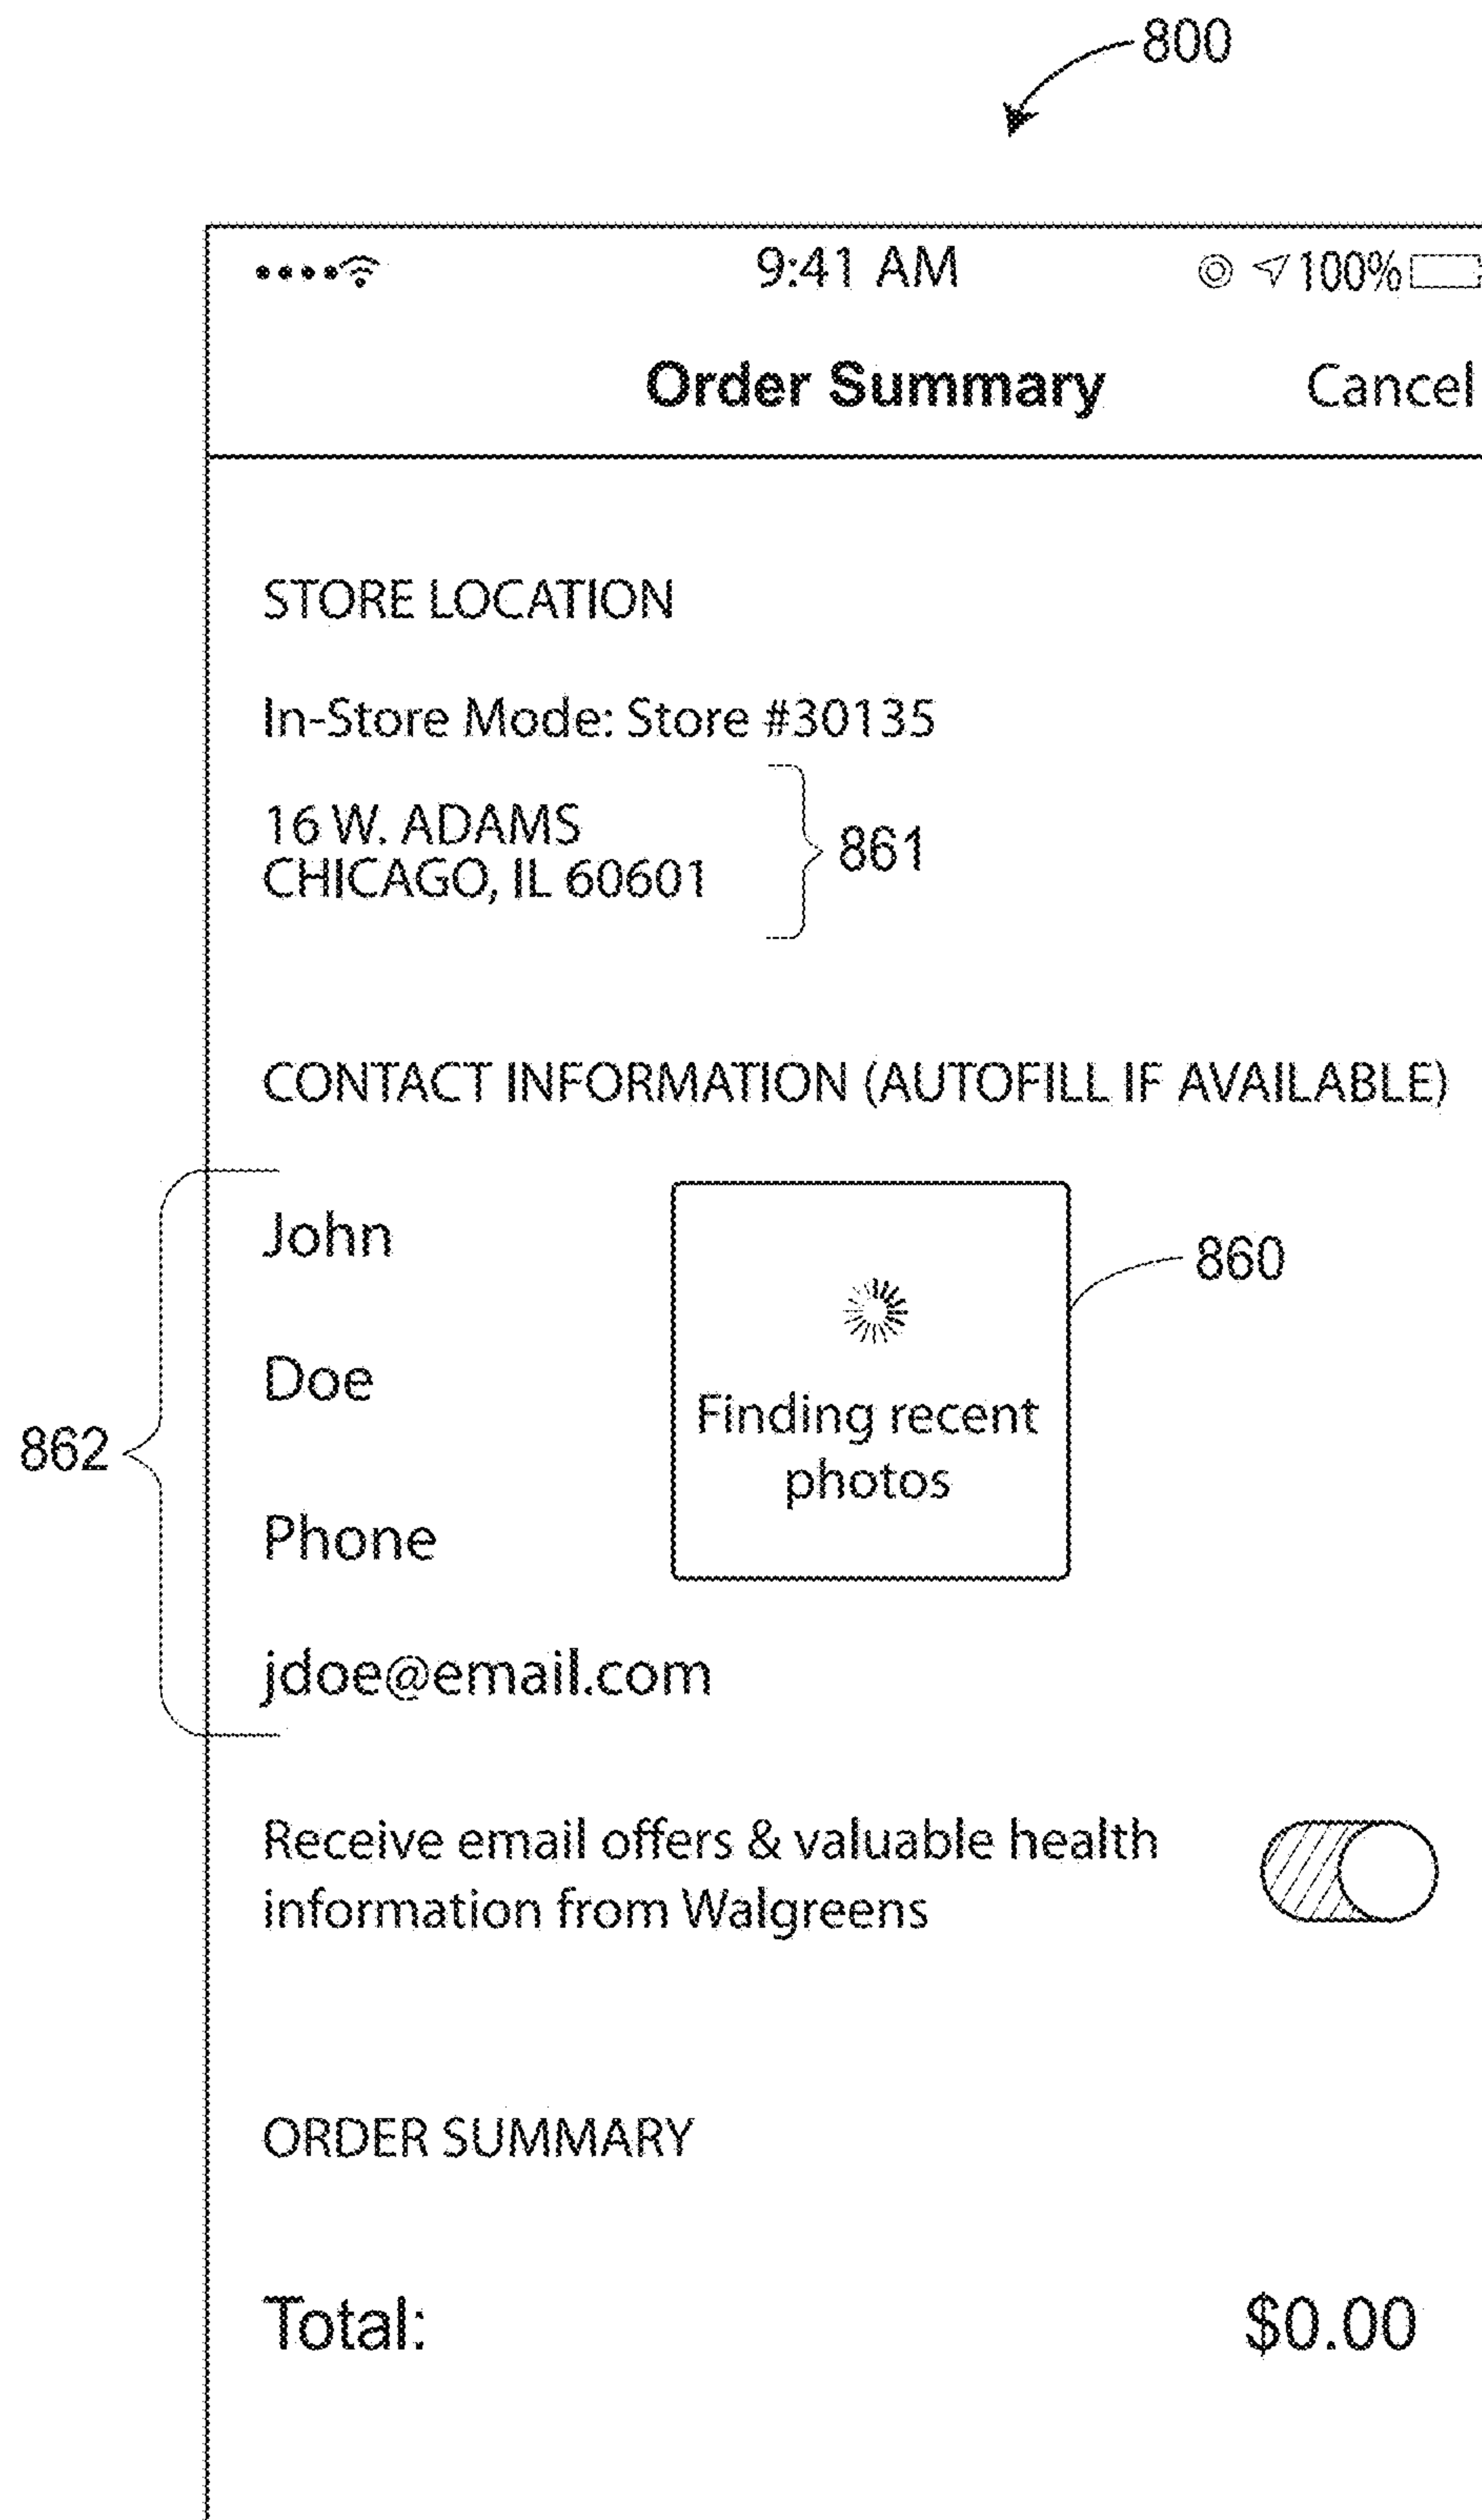 800
9:41 AM 100%
Order Summary Cancel
STORE LOCATION
In-Store Mode: Store #30135
16 W. ADAMS
CHICAGO, IL 60601
861
CONTACT INFORMATION (AUTOFILL IF AVAILABLE)
John
860
Doe
Finding recent
photos
862
Phone
jdoe@email.com
Receive email offers & valuable health
information from Walgreens
ORDER SUMMARY
Total: $0.00